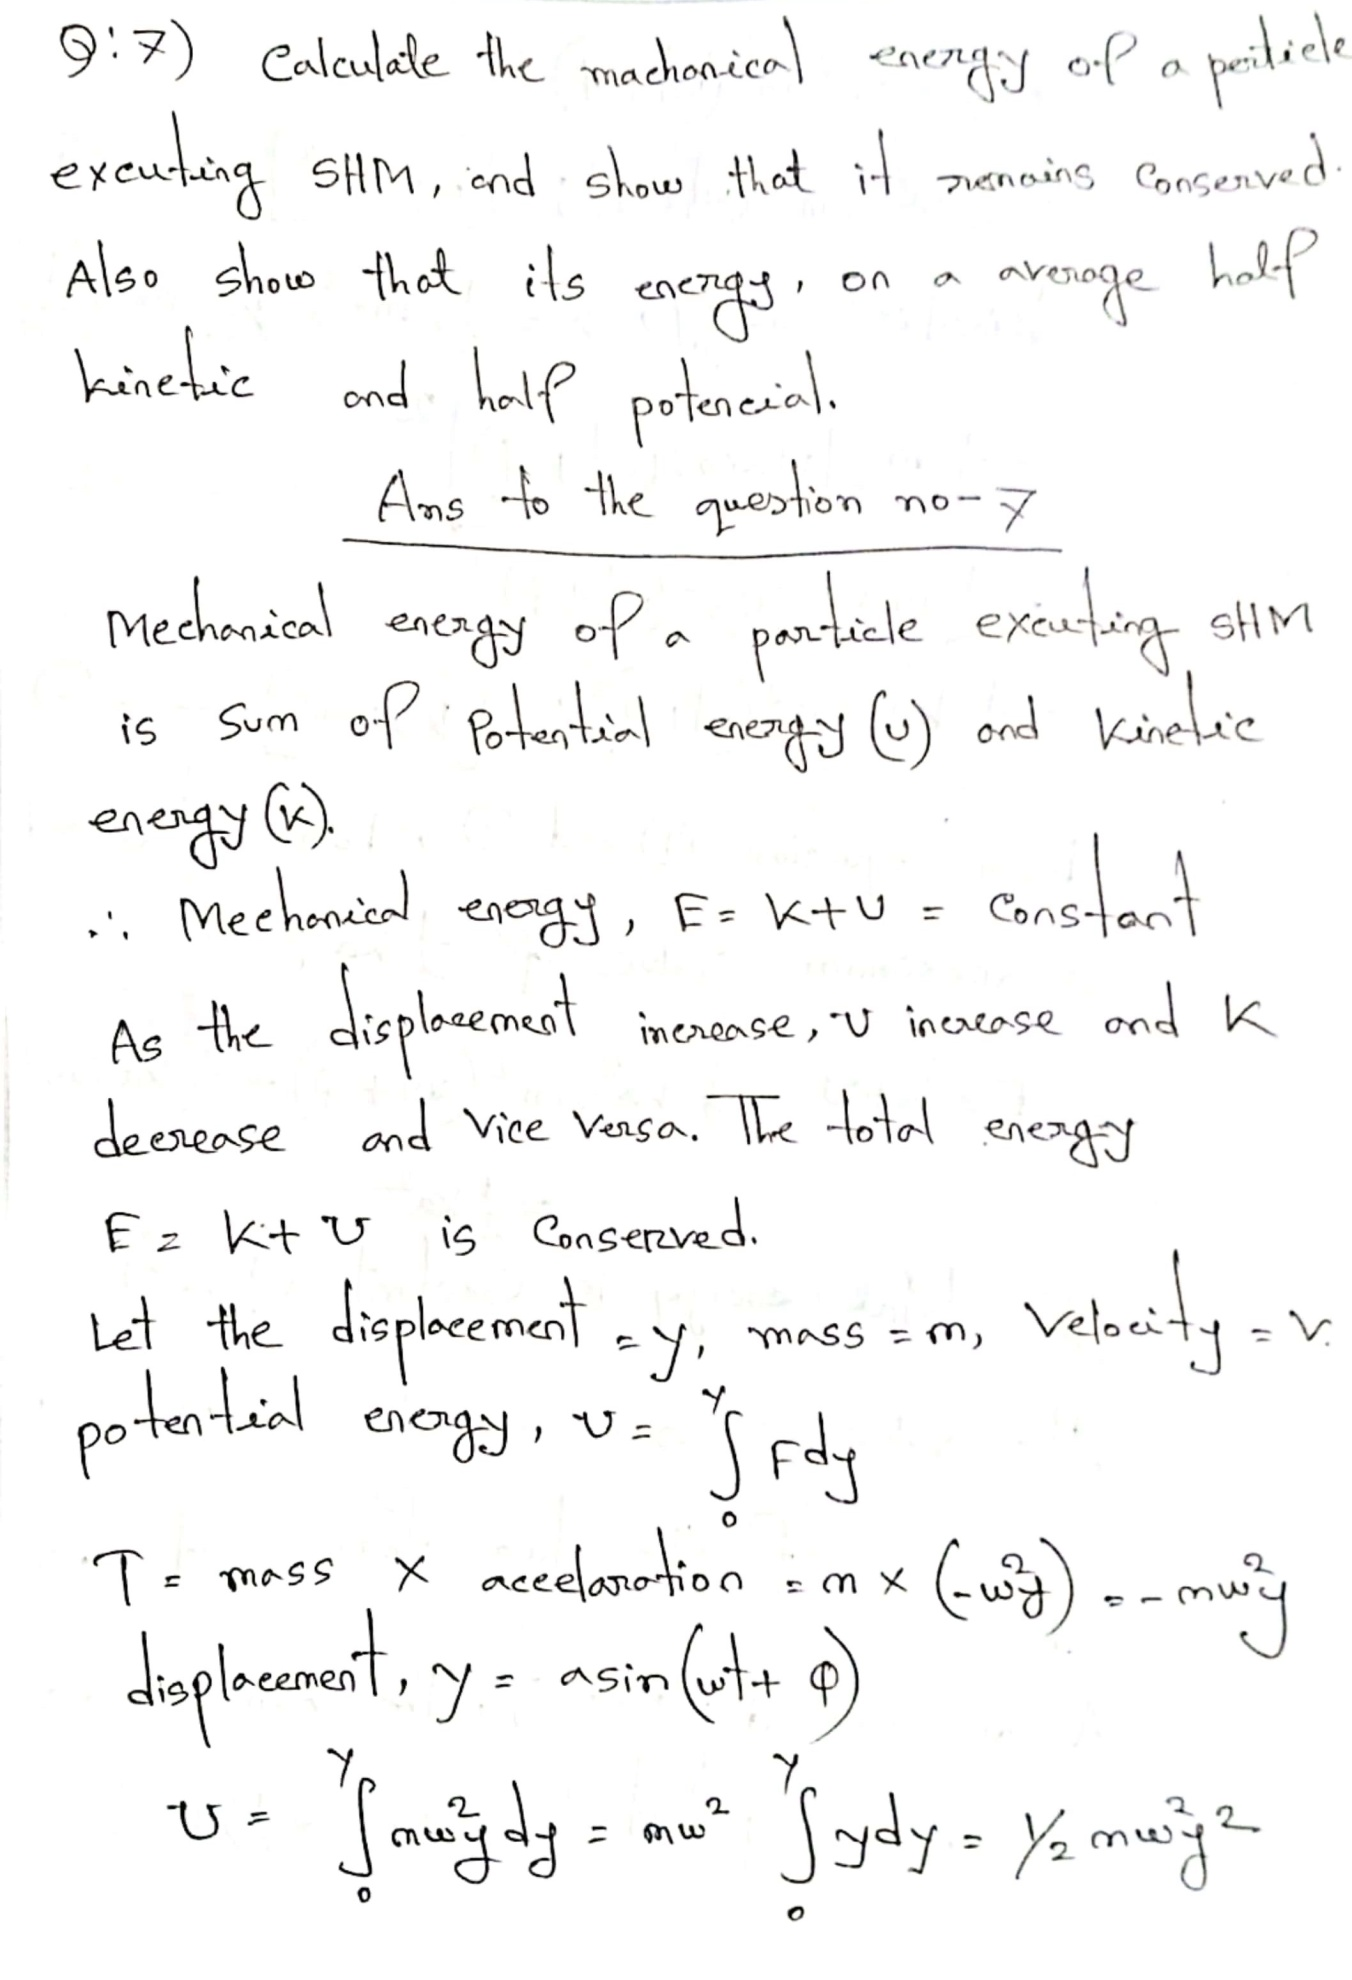 Q:7) Calculate the machanical energy of a particle
excuting SHM, and show that it remains Conserved.
Also show that its energy, on a average half
kinetic and half potencial.
Ans to the question no-7
Mechanical energy of a particle excuting SHM
is sum of Potential energy (U) and Kinetic
energy (K).
∴ Mechanical energy, E = K+U = Constant
As the displacement increase, U increase and K
decrease and Vice Versa. The total energy
E = K+U is Conserved.
Let the displacement = y, mass = m, Velocity = v.
potential energy, U = ∫₀ʸ Fdy
T = mass × accelaration = m × (-ω²y) = - mω²y
displacement, y = asin(ωt + φ)
U = ∫₀ʸ mω²y dy = mω² ∫₀ʸ ydy = 1/2 mω²y²